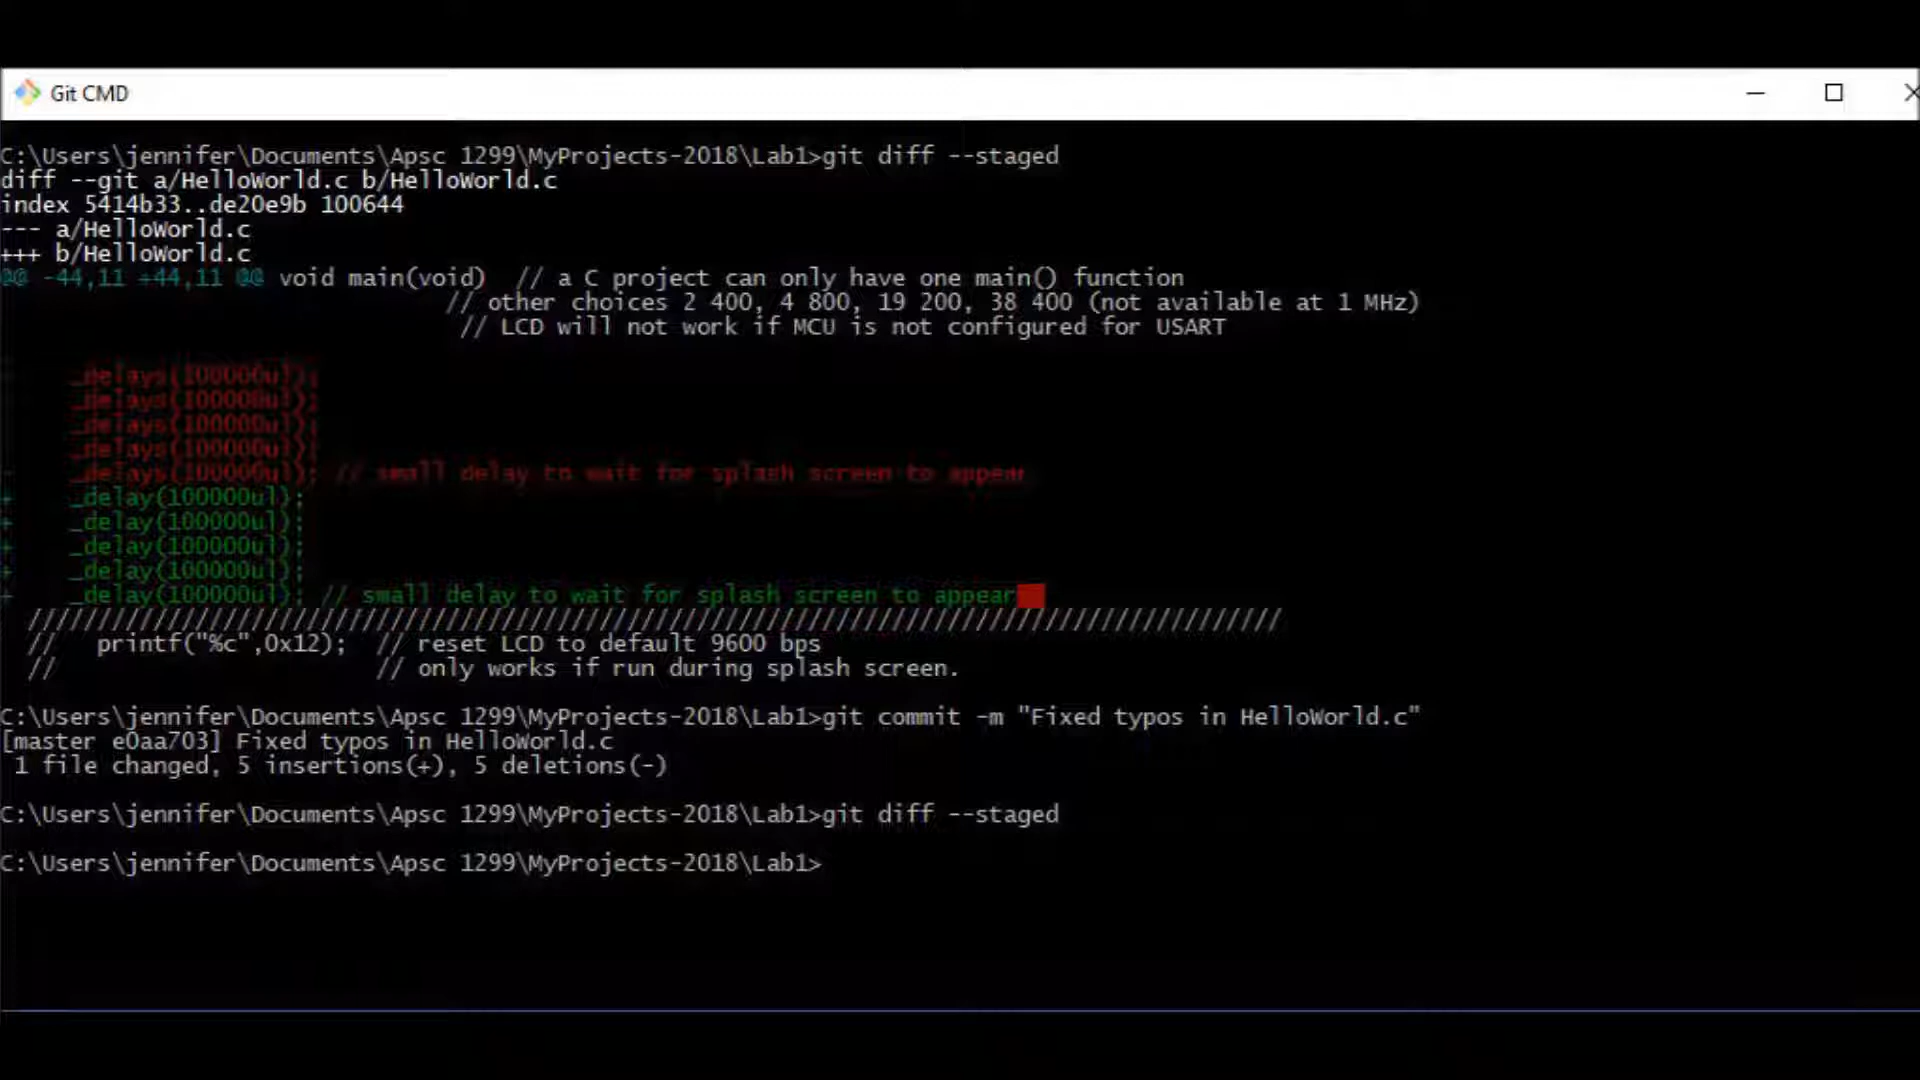 Git CMD
C:\Users\jennifer\Documents\Apsc 1299\MyProjects-2018\Lab1>git diff --staged
diff --git a/HelloWorld.c b/HelloWorld.c
index 5414b33..de20e9b 100644
--- a/HelloWorld.c
+++ b/HelloWorld.c
@@ -44,11 +44,11 @@ void main(void)  // a C project can only have one main() function
// other choices 2 400, 4 800, 19 200, 38 400 (not available at 1 MHz)
// LCD will not work if MCU is not configured for USART
-    _delays(100000ul);
-    _delays(100000ul);
-    _delays(100000ul);
-    _delays(100000ul);
-    _delays(100000ul); // small delay to wait for splash screen to appear
+    _delay(100000ul);
+    _delay(100000ul);
+    _delay(100000ul);
+    _delay(100000ul);
+    _delay(100000ul); // small delay to wait for splash screen to appear
//////////////////////////////////////////////////////////////////////////////////////////
//   printf("%c",0x12);  // reset LCD to default 9600 bps
//                        // only works if run during splash screen.
C:\Users\jennifer\Documents\Apsc 1299\MyProjects-2018\Lab1>git commit -m "Fixed typos in HelloWorld.c"
[master e0aa703] Fixed typos in HelloWorld.c
1 file changed, 5 insertions(+), 5 deletions(-)
C:\Users\jennifer\Documents\Apsc 1299\MyProjects-2018\Lab1>git diff --staged
C:\Users\jennifer\Documents\Apsc 1299\MyProjects-2018\Lab1>